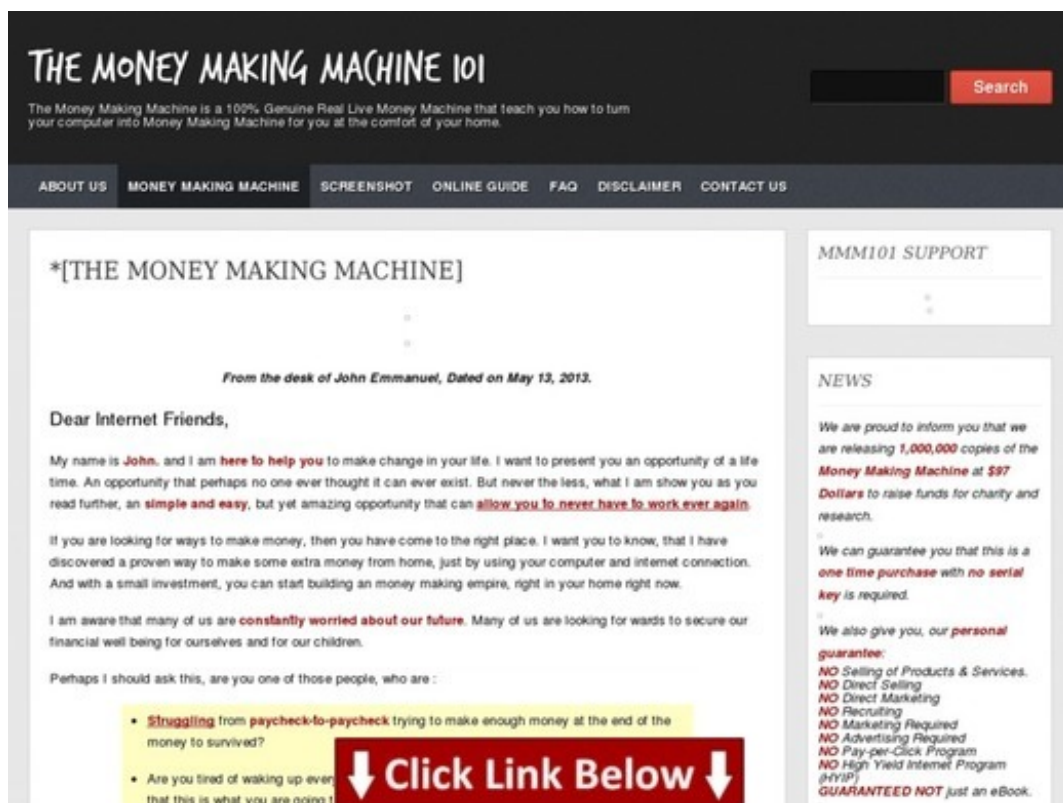 THE MONEY MAKING MACHINE 101
The Money Making Machine is a 100% Genuine Real Live Money Machine that teach you how to turn
your computer into Money Making Machine for you at the comfort of your home.
Search
ABOUT US MONEY MAKING MACHINE SCREENSHOT ONLINE GUIDE FAQ DISCLAIMER CONTACT US
*[THE MONEY MAKING MACHINE]
From the desk of John Emmanuel, Dated on May 13, 2013.
Dear Internet Friends,
My name is John. and I am here to help you to make change in your life. I want to present you an opportunity of a life
time. An opportunity that perhaps no one ever thought it can ever exist. But never the less, what I am show you as you
read further, an simple and easy, but yet amazing opportunity that can allow you to never have to work ever again.
If you are looking for ways to make money, then you have come to the right place. I want you to know, that I have
discovered a proven way to make some extra money from home, just by using your computer and internet connection.
And with a small investment, you can start building an money making empire, right in your home right now.
I am aware that many of us are constantly worried about our future. Many of us are looking for wards to secure our
financial well being for ourselves and for our children.
Perhaps I should ask this, are you one of those people, who are :
• Struggling from paycheck-to-paycheck trying to make enough money at the end of the
money to survived?
• Are you tired of waking up every
that this is what you are going
Click Link Below
MMM101 SUPPORT
NEWS
We are proud to inform you that we
are releasing 1,000,000 copies of the
Money Making Machine at $97
Dollars to raise funds for charity and
research.
We can guarantee you that this is a
one time purchase with no serial
key is required.
We also give you, our personal
guarantee:
NO Selling of Products & Services.
NO Direct Selling
NO Direct Marketing
NO Recruiting
NO Marketing Required
NO Advertising Required
NO Pay-per-Click Program
NO High Yield Internet Program
(HYIP)
GUARANTEED NOT just an eBook.